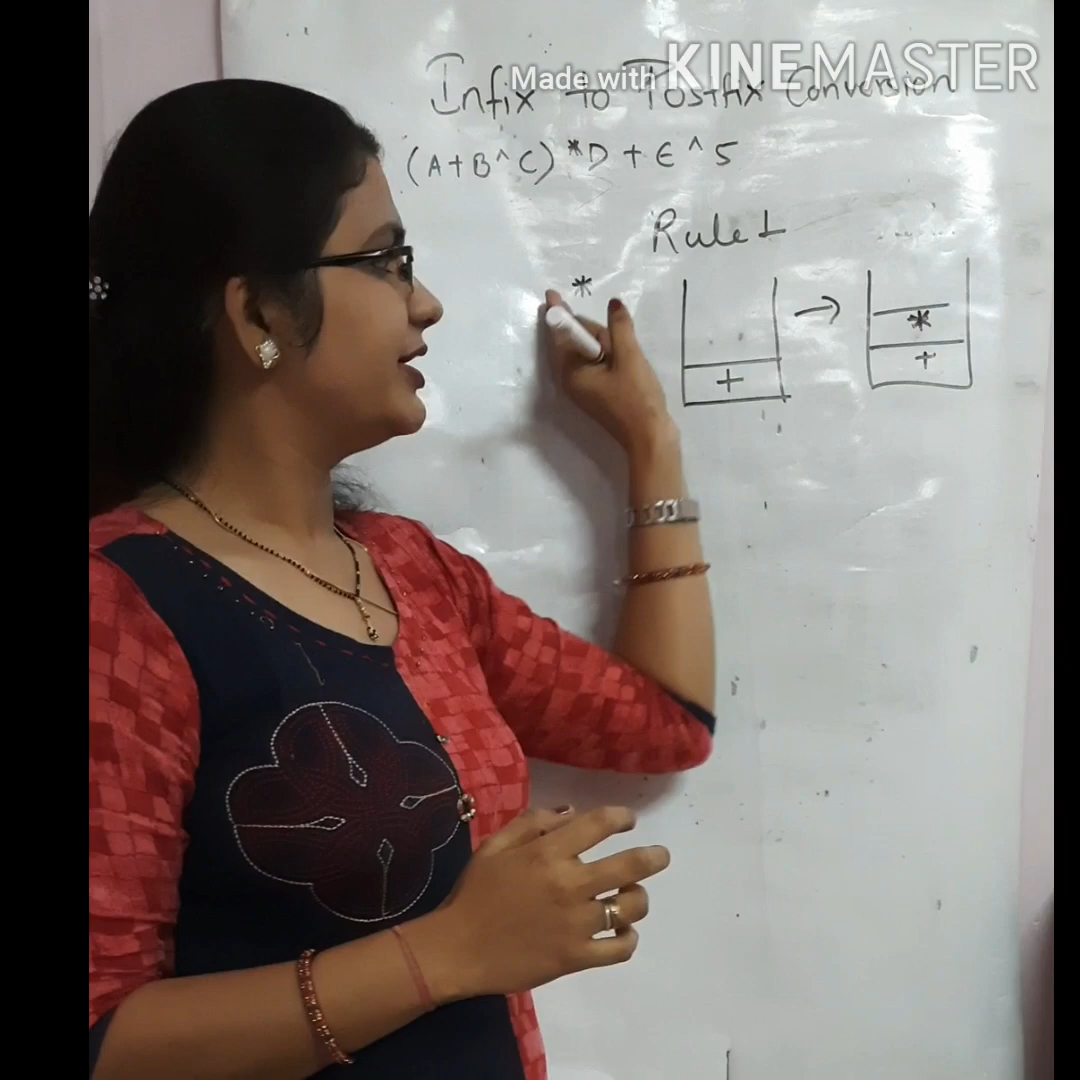 Made with KINEMASTER
Infix to Postfix Conversion
(A+B^C)*D+E^5
Rule 1
*
→
*
+
+